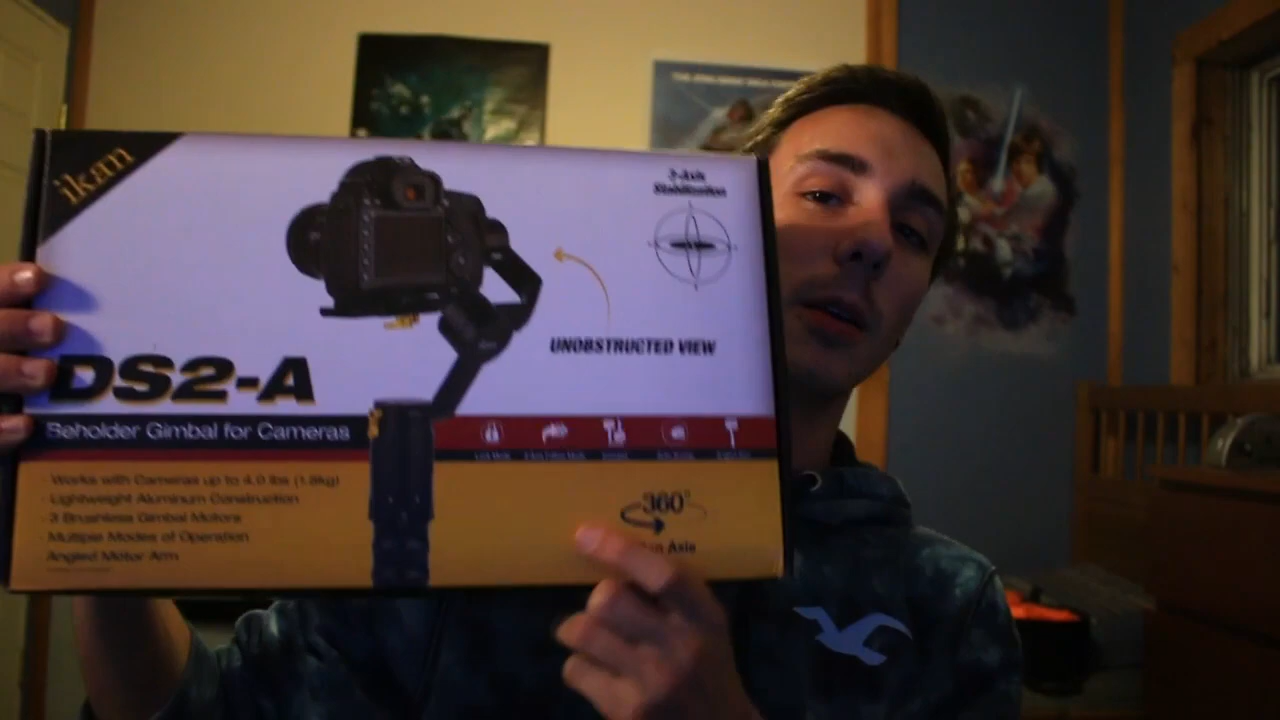 ikan
3-Axis
Stabilization
UNOBSTRUCTED VIEW
DS2-A
Beholder Gimbal for Cameras
- Works with Cameras up to 4.0 lbs (1.8kg)
- Lightweight Aluminum Construction
- 3 Brushless Gimbal Motors
- Multiple Modes of Operation
- Angled Motor Arm
360°
Axis